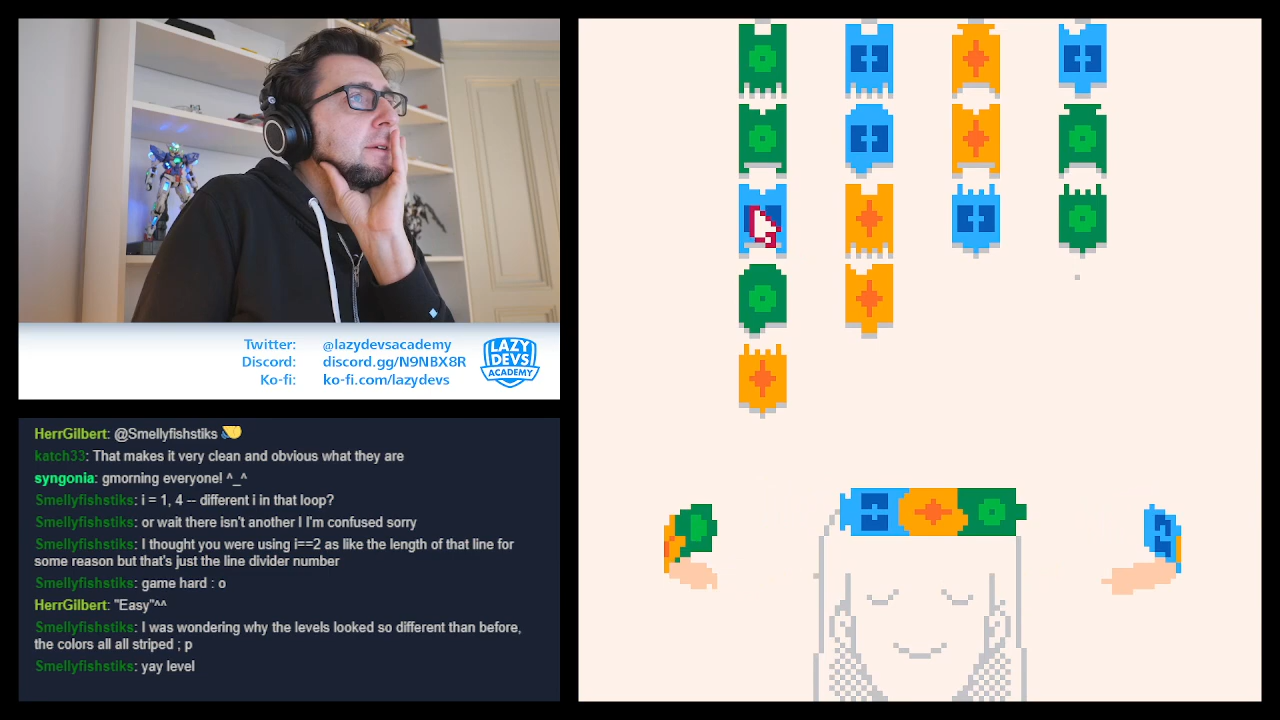 Twitter: @lazydevsacademy
Discord: discord.gg/N9NBX8R
Ko-fi: ko-fi.com/lazydevs
LAZY
DEVS
ACADEMY
HerrGilbert: @Smellyfishstiks
katch33: That makes it very clean and obvious what they are
syngonia: gmorning everyone! ^_^
Smellyfishstiks: i = 1, 4 -- different i in that loop?
Smellyfishstiks: or wait there isn't another I I'm confused sorry
Smellyfishstiks: I thought you were using i==2 as like the length of that line for
some reason but that's just the line divider number
Smellyfishstiks: game hard : o
HerrGilbert: "Easy"^^
Smellyfishstiks: I was wondering why the levels looked so different than before,
the colors all all striped ; p
Smellyfishstiks: yay level